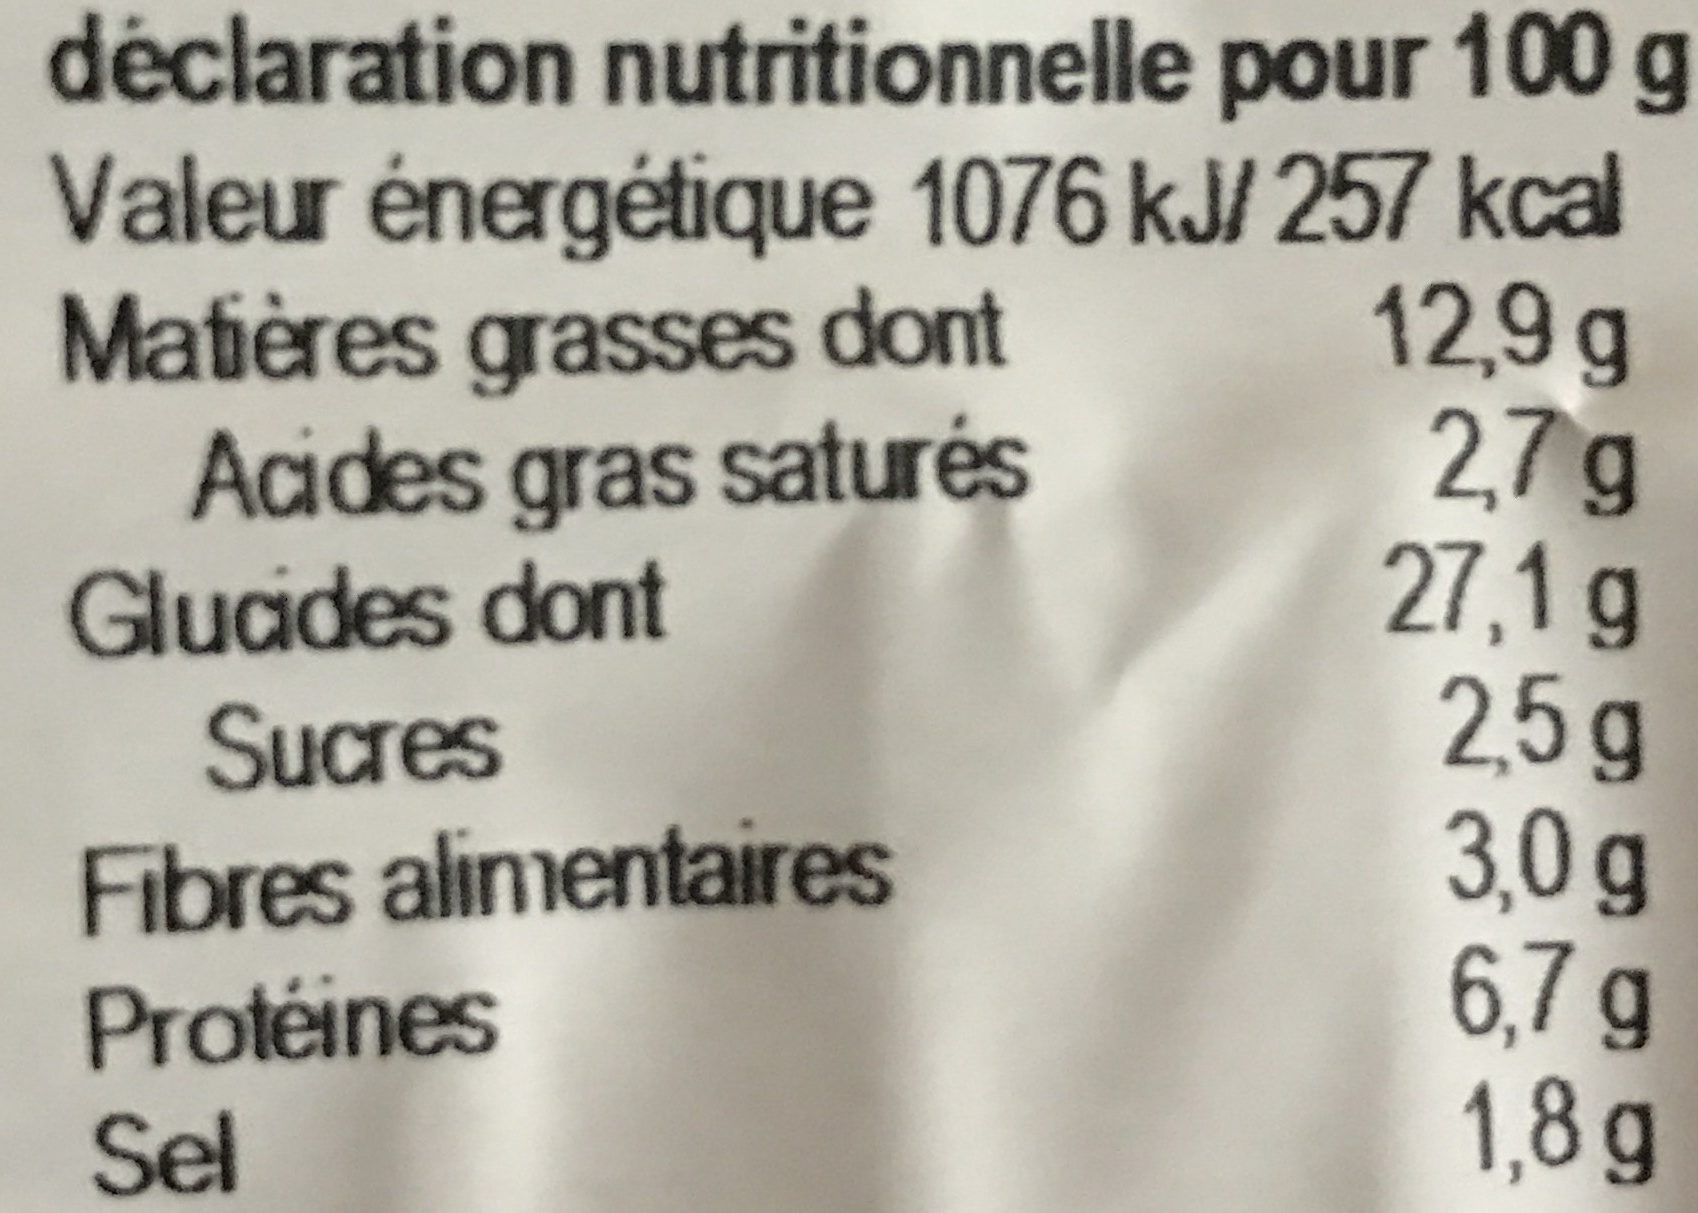 déclaration nutritionnelle pour 100 g
Valeur énergétique 1076 kJ/ 257 kcal
Matières grasses dont 12,9 g
Acides gras saturés 2,7 g
Glucides dont 27,1 g
Sucres 2,5 g
Fibres alimentaires 3,0 g
Protéines 6,7 g
Sel 1,8 g